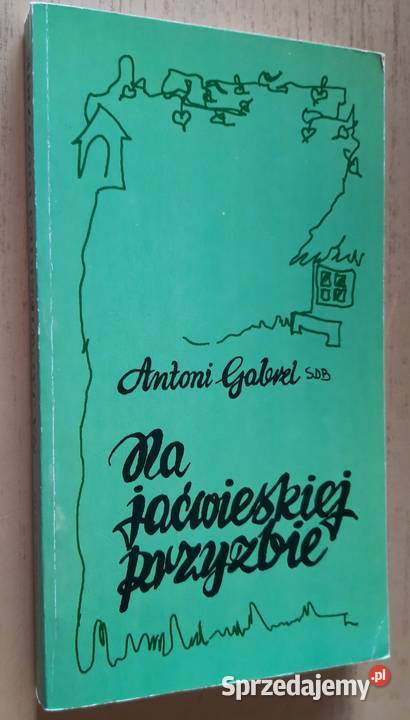 Antoni Gabrel SDB
Na
jaćwieskiej
przyzbie
Sprzedajemy.pl